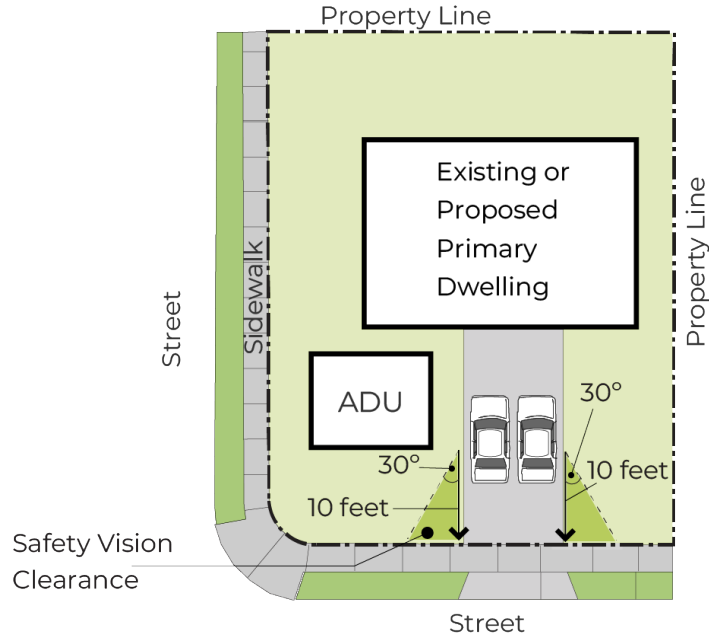 Property Line
Existing or
Proposed
Primary
Dwelling
Property Line
Sidewalk
Street
ADU
30°
30°
10 feet
10 feet
Safety Vision
Clearance
Street